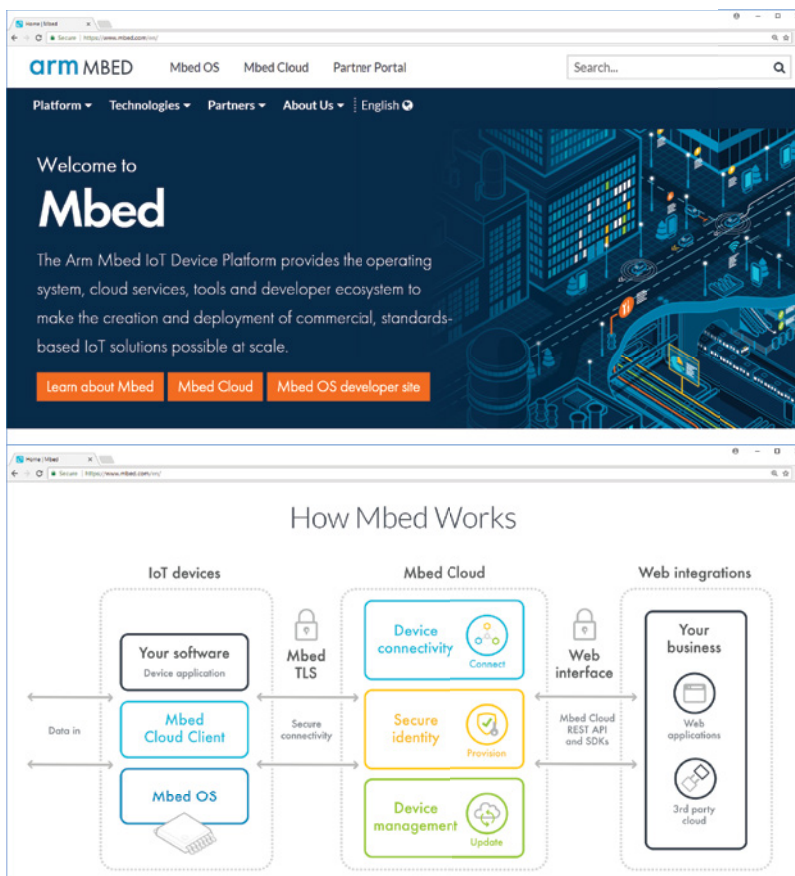 Home | Mbed
Secure | https://www.mbed.com/en/
arm MBED Mbed OS Mbed Cloud Partner Portal Search...
Platform Technologies Partners About Us English
Welcome to
Mbed
The Arm Mbed IoT Device Platform provides the operating
system, cloud services, tools and developer ecosystem to
make the creation and deployment of commercial, standards-
based IoT solutions possible at scale.
Learn about Mbed Mbed Cloud Mbed OS developer site
Home | Mbed
Secure | https://www.mbed.com/en/
How Mbed Works
IoT devices Mbed Cloud Web integrations
Your software
Device application
Mbed
Cloud Client
Mbed OS
Data in
Mbed
TLS
Secure
connectivity
Device
connectivity
Connect
Secure
identity
Provision
Device
management
Update
Web
interface
Mbed Cloud
REST API
and SDKs
Your
business
Web
applications
3rd party
cloud